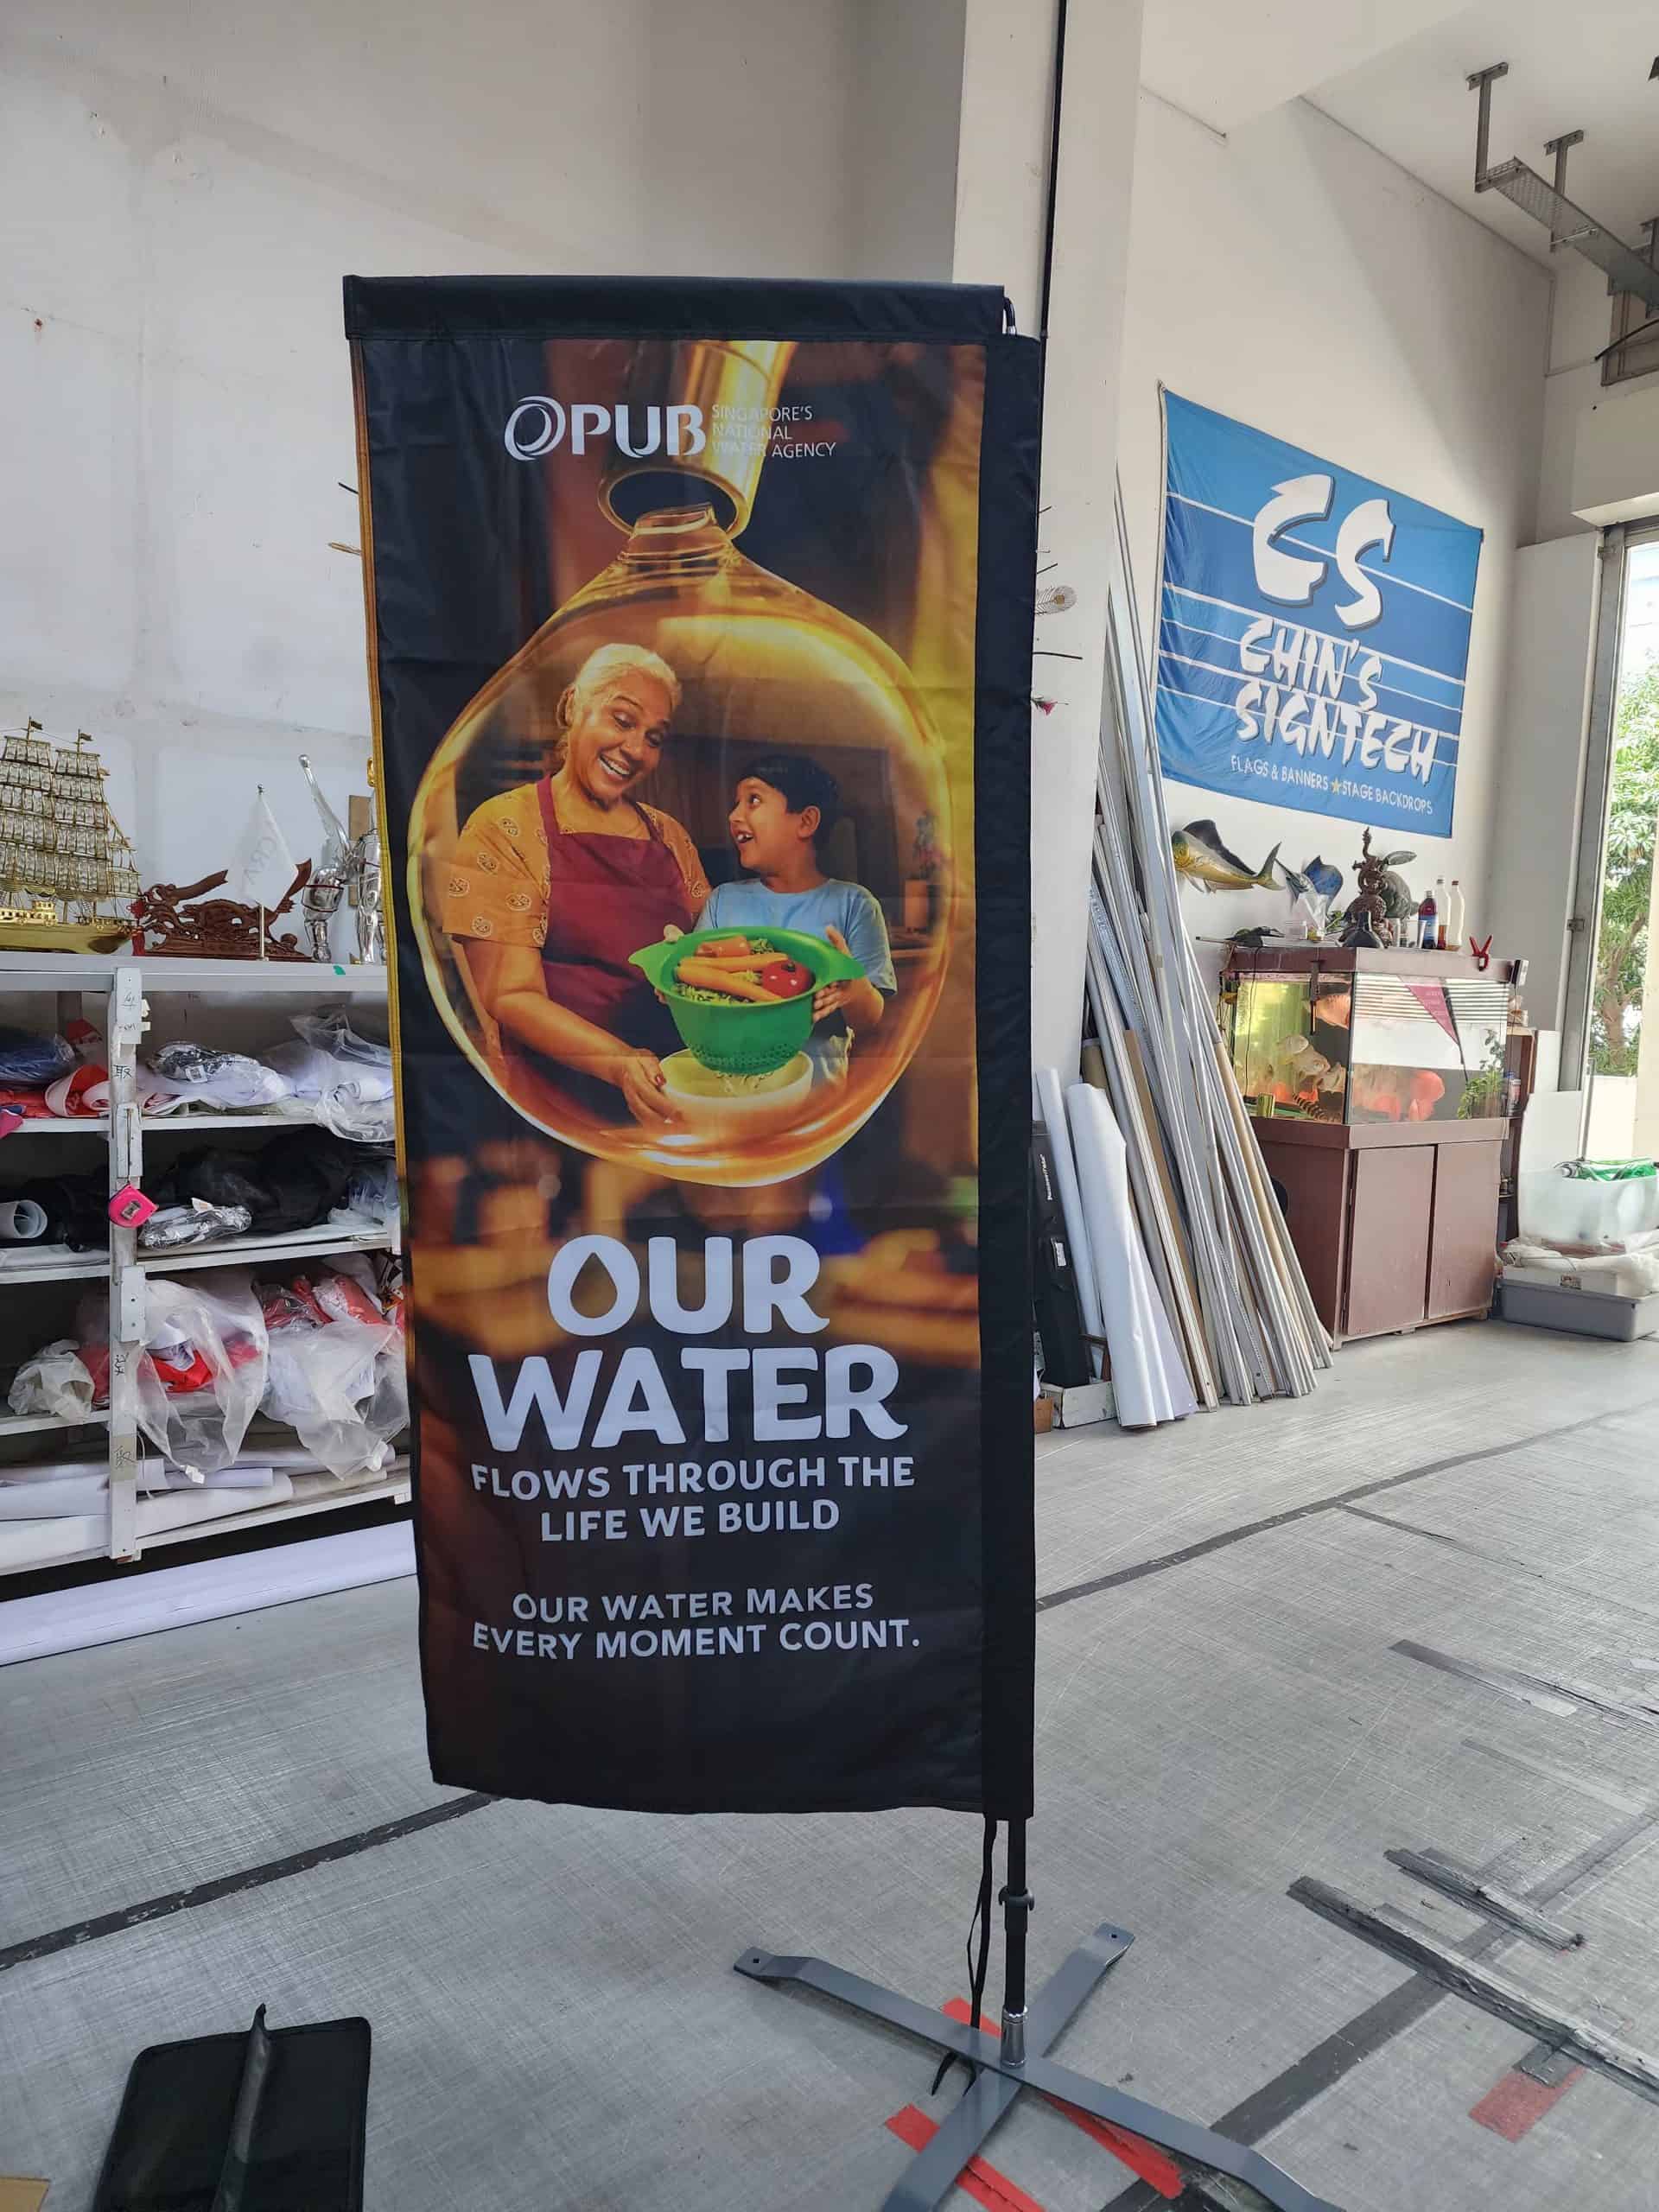 PUB
SINGAPORE'S
NATIONAL
WATER AGENCY
OUR
WATER
FLOWS THROUGH THE
LIFE WE BUILD
OUR WATER MAKES
EVERY MOMENT COUNT.
CS
CHIN'S
SIGNTECH
FLAGS & BANNERS ★ STAGE BACKDROPS
取